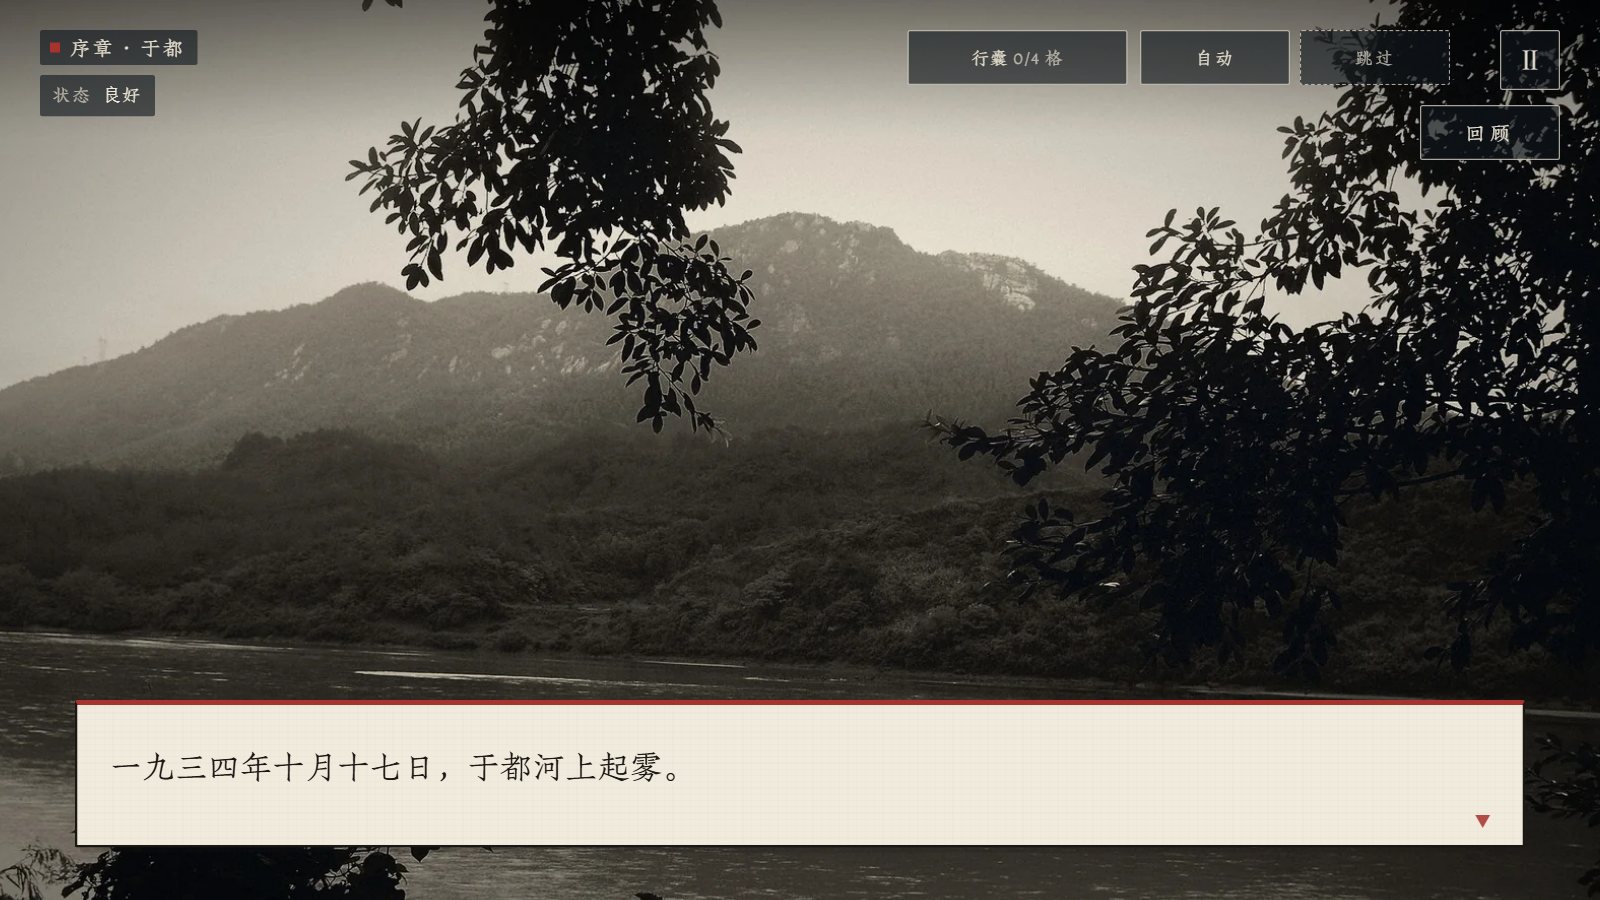 序章 · 于都
状态 良好
行囊 0/4 格
自动
跳过
II
回顾
一九三四年十月十七日，于都河上起雾。